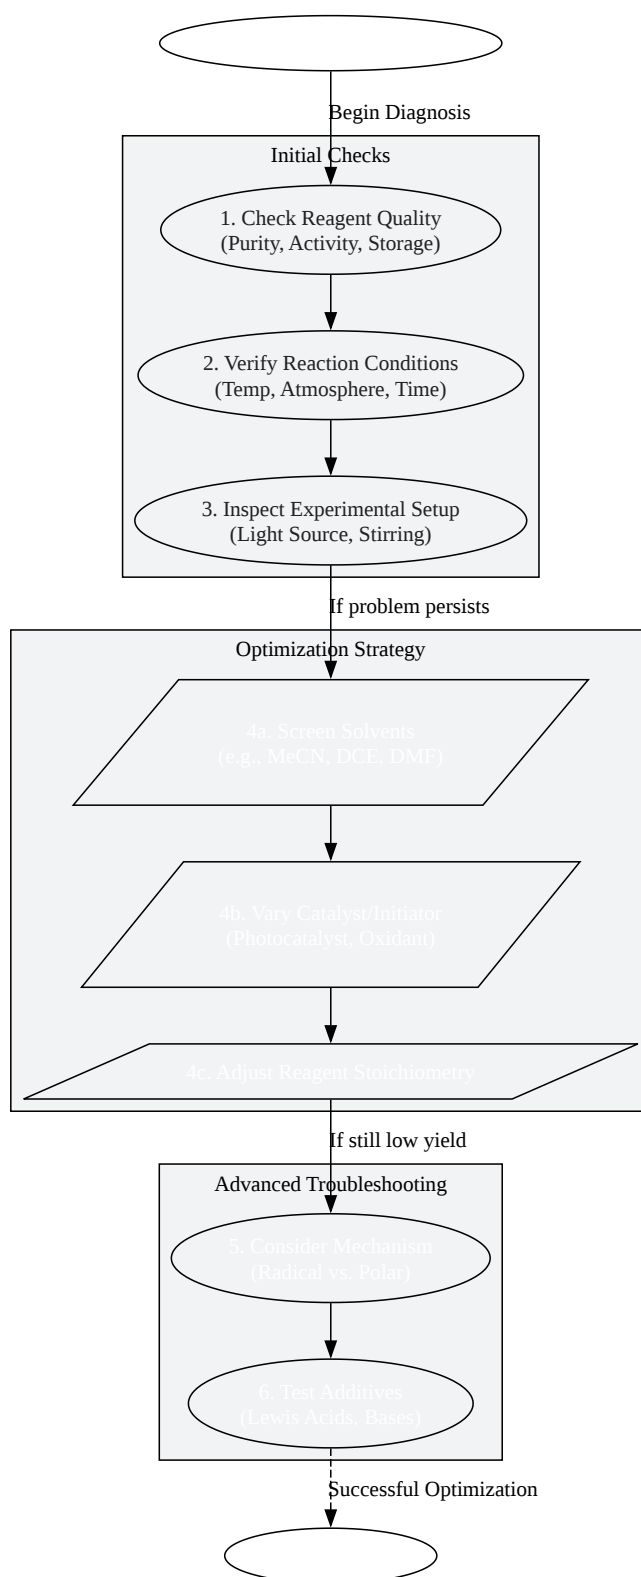 Begin Diagnosis
Initial Checks
1. Check Reagent Quality
(Purity, Activity, Storage)
2. Verify Reaction Conditions
(Temp, Atmosphere, Time)
3. Inspect Experimental Setup
(Light Source, Stirring)
If problem persists
Optimization Strategy
4a. Screen Solvents
(e.g., MeCN, DCE, DMF)
4b. Vary Catalyst/Initiator
(Photocatalyst, Oxidant)
4c. Adjust Reagent Stoichiometry
If still low yield
Advanced Troubleshooting
5. Consider Mechanism
(Radical vs. Polar)
6. Test Additives
(Lewis Acids, Bases)
Successful Optimization